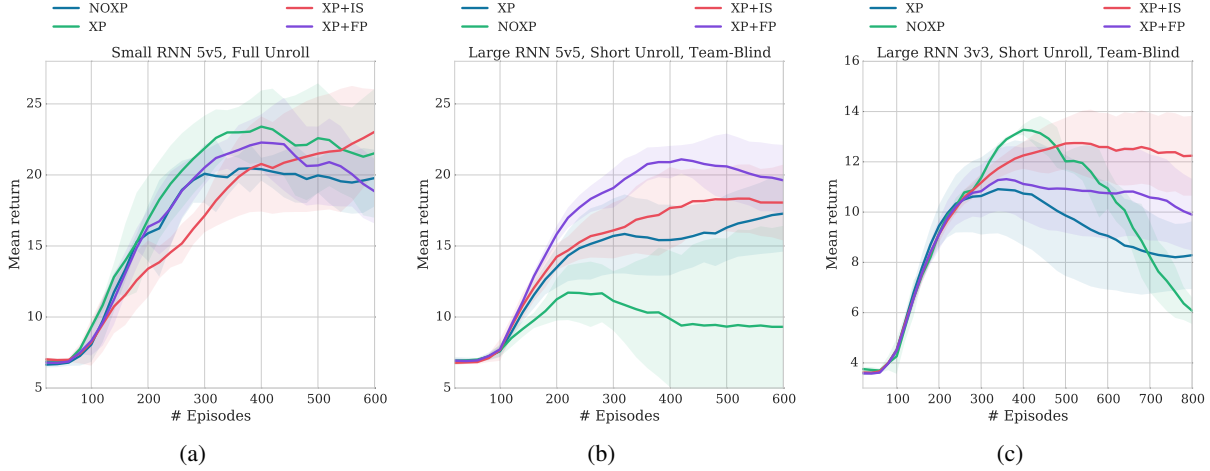 NOXP XP+IS
XP XP+FP
Small RNN 5v5, Full Unroll
25
20
15
10
5
100 200 300 400 500 600
Mean return
# Episodes
(a)
XP XP+IS
NOXP XP+FP
Large RNN 5v5, Short Unroll, Team-Blind
25
20
15
10
5
100 200 300 400 500 600
Mean return
# Episodes
(b)
XP XP+IS
NOXP XP+FP
Large RNN 3v3, Short Unroll, Team-Blind
16
14
12
10
8
6
4
100 200 300 400 500 600 700 800
Mean return
# Episodes
(c)